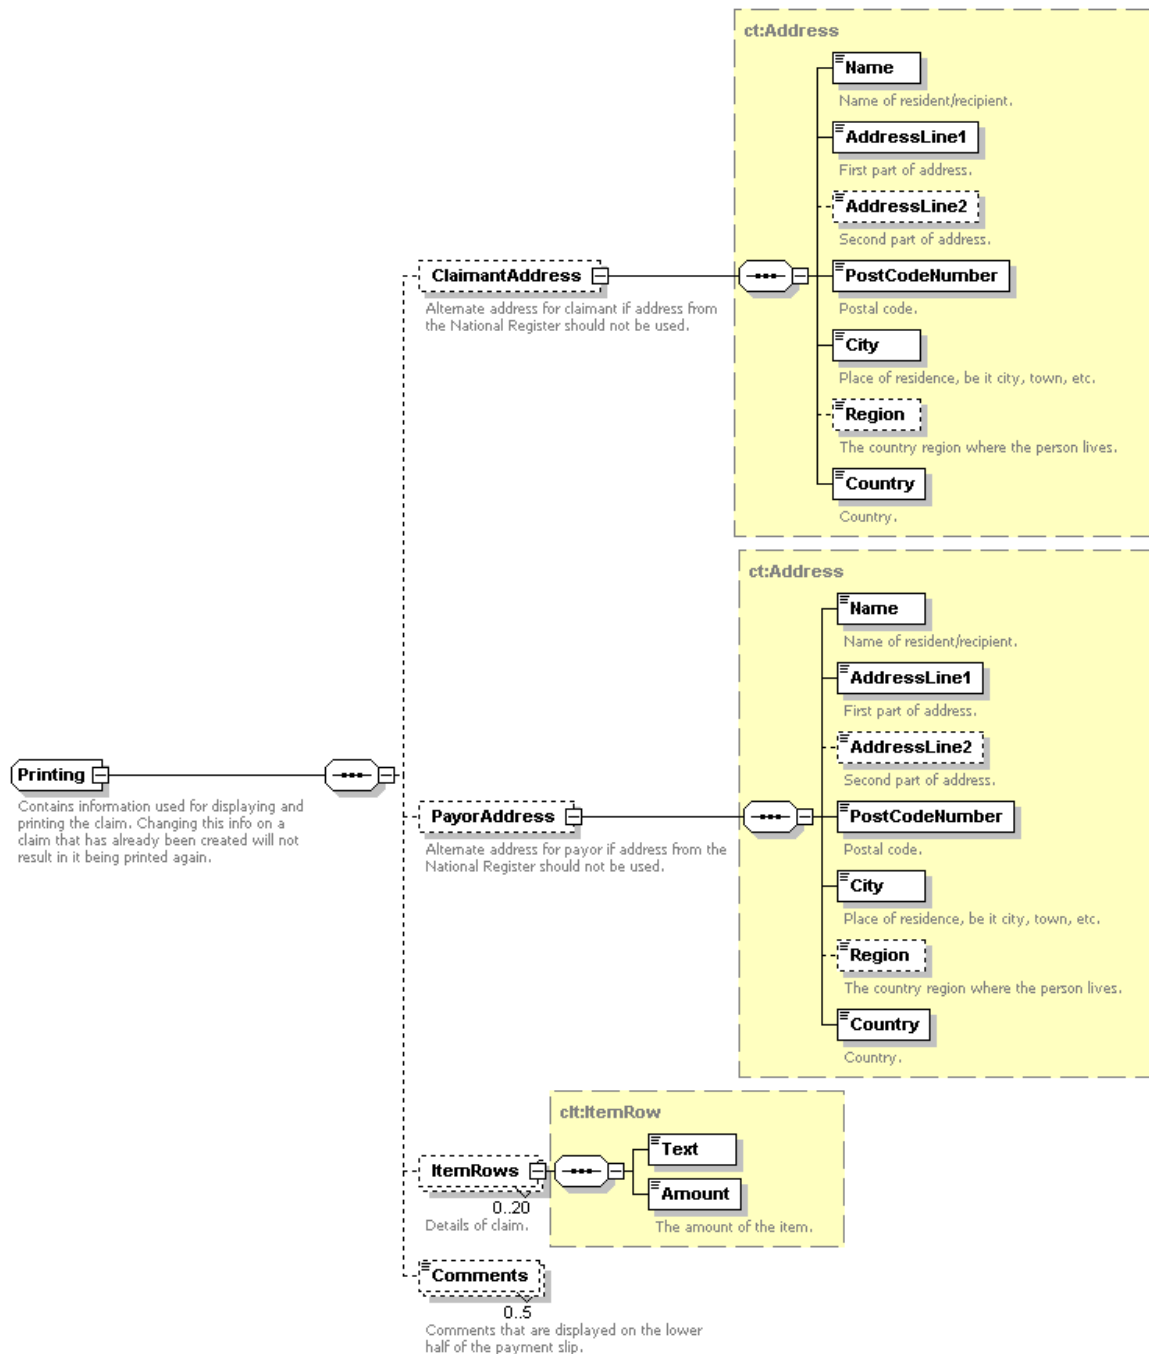 ct:Address
Name
Name of resident/recipient.
AddressLine1
First part of address.
AddressLine2
Second part of address.
ClaimantAddress
Alternate address for claimant if address from
the National Register should not be used.
PostCodeNumber
Postal code.
City
Place of residence, be it city, town, etc.
Region
The country region where the person lives.
Country
Country.
ct:Address
Name
Name of resident/recipient.
AddressLine1
First part of address.
AddressLine2
Second part of address.
Printing
Contains information used for displaying and
printing the claim. Changing this info on a
claim that has already been created will not
result in it being printed again.
PayorAddress
Alternate address for payor if address from the
National Register should not be used.
PostCodeNumber
Postal code.
City
Place of residence, be it city, town, etc.
Region
The country region where the person lives.
Country
Country.
clt:ItemRow
Text
ItemRows
0..20
Details of claim.
Amount
The amount of the item.
Comments
0..5
Comments that are displayed on the lower
half of the payment slip.